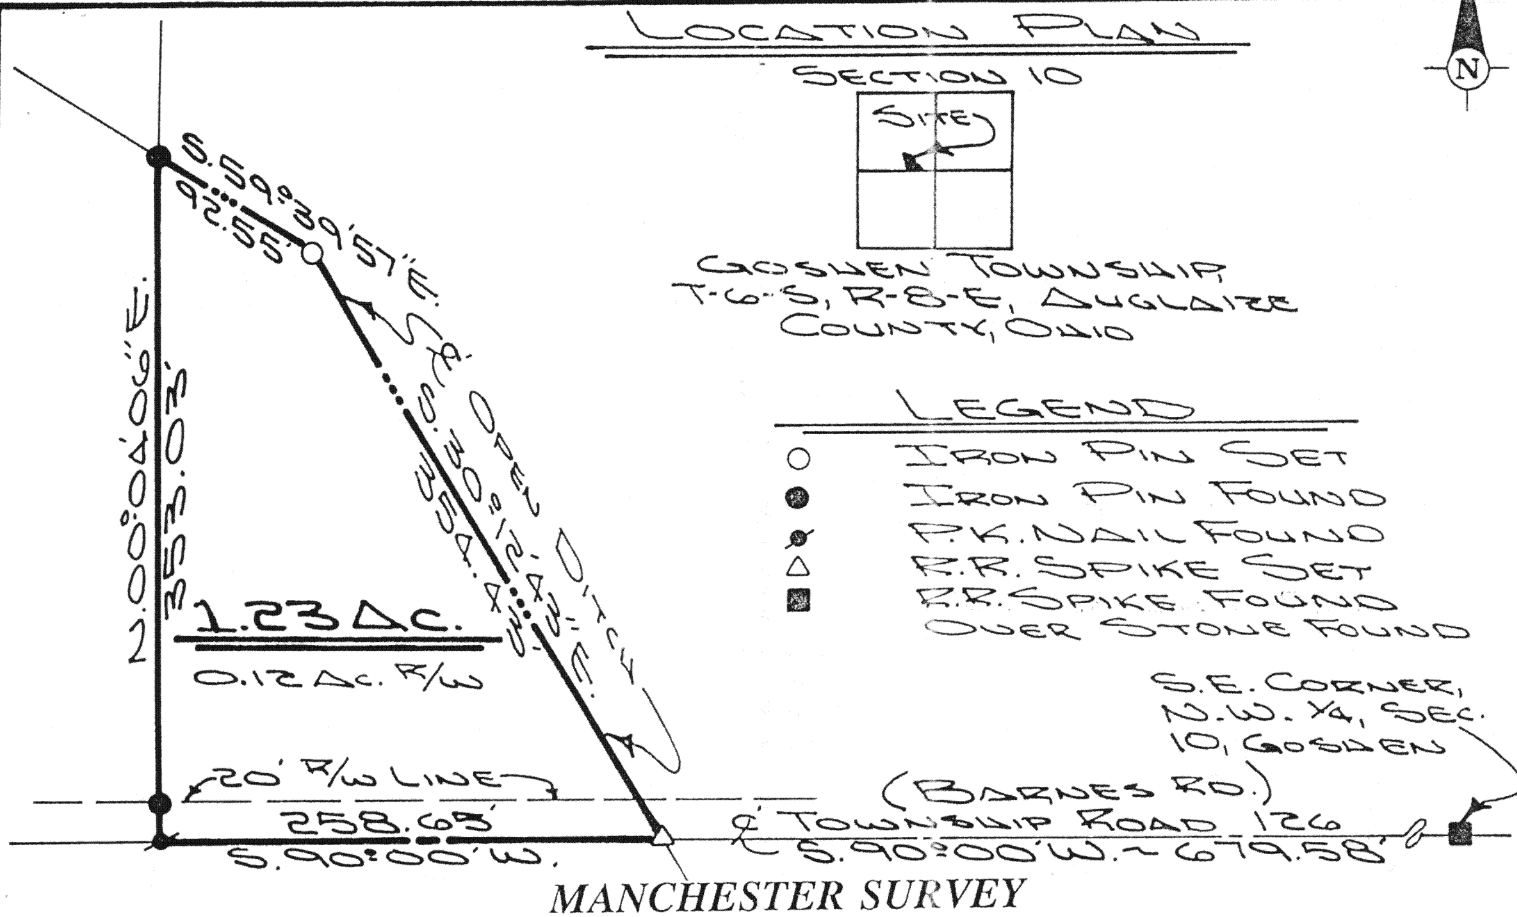 LOCATION PLAN
SECTION 10
SITE
N
GOSHEN TOWNSHIP,
T-6-S, R-8-E, AUGLAIZE
COUNTY, OHIO
S.59°39'57"E.
92.55'
N.00°04'06"E.
353.03'
₵ OPEN DITCH
S.30°12'43"E.
354.43'
1.23 AC.
0.12 AC. R/W
20' R/W LINE
258.65'
S.90°00'W.
LEGEND
IRON PIN SET
IRON PIN FOUND
P.K. NAIL FOUND
R.R. SPIKE SET
R.R. SPIKE FOUND
OVER STONE FOUND
S.E. CORNER,
N.W. 1/4, SEC.
10, GOSHEN
(BARNES RD.)
₵ TOWNSHIP ROAD 126
S.90°00'W. ~ 679.58'
MANCHESTER SURVEY